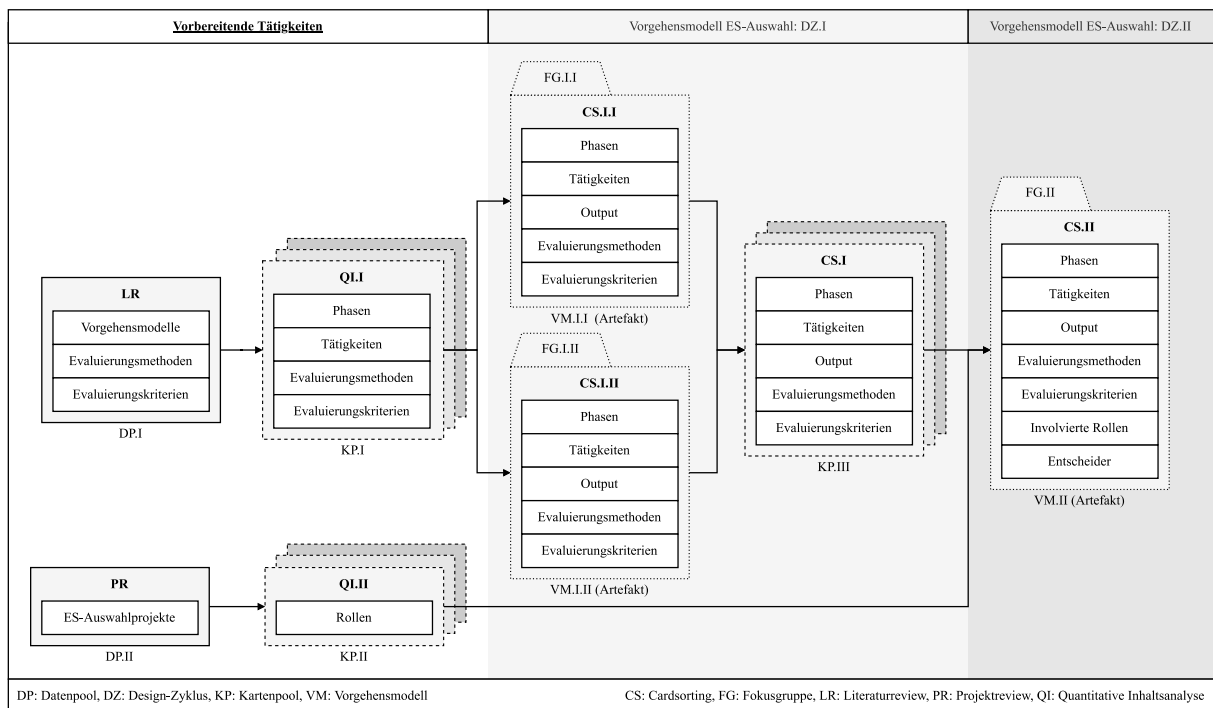 Vorbereitende Tätigkeiten
Vorgehensmodell ES-Auswahl: DZ.I
Vorgehensmodell ES-Auswahl: DZ.II
LR
Vorgehensmodelle
Evaluierungsmethoden
Evaluierungskriterien
DP.I
QI.I
Phasen
Tätigkeiten
Evaluierungsmethoden
Evaluierungskriterien
KP.I
PR
ES-Auswahlprojekte
DP.II
QI.II
Rollen
KP.II
FG.I.I
CS.I.I
Phasen
Tätigkeiten
Output
Evaluierungsmethoden
Evaluierungskriterien
VM.I.I (Artefakt)
FG.I.II
CS.I.II
Phasen
Tätigkeiten
Output
Evaluierungsmethoden
Evaluierungskriterien
VM.I.II (Artefakt)
CS.I
Phasen
Tätigkeiten
Output
Evaluierungsmethoden
Evaluierungskriterien
KP.III
FG.II
CS.II
Phasen
Tätigkeiten
Output
Evaluierungsmethoden
Evaluierungskriterien
Involvierte Rollen
Entscheider
VM.II (Artefakt)
DP: Datenpool, DZ: Design-Zyklus, KP: Kartenpool, VM: Vorgehensmodell
CS: Cardsorting, FG: Fokusgruppe, LR: Literaturreview, PR: Projektreview, QI: Quantitative Inhaltsanalyse